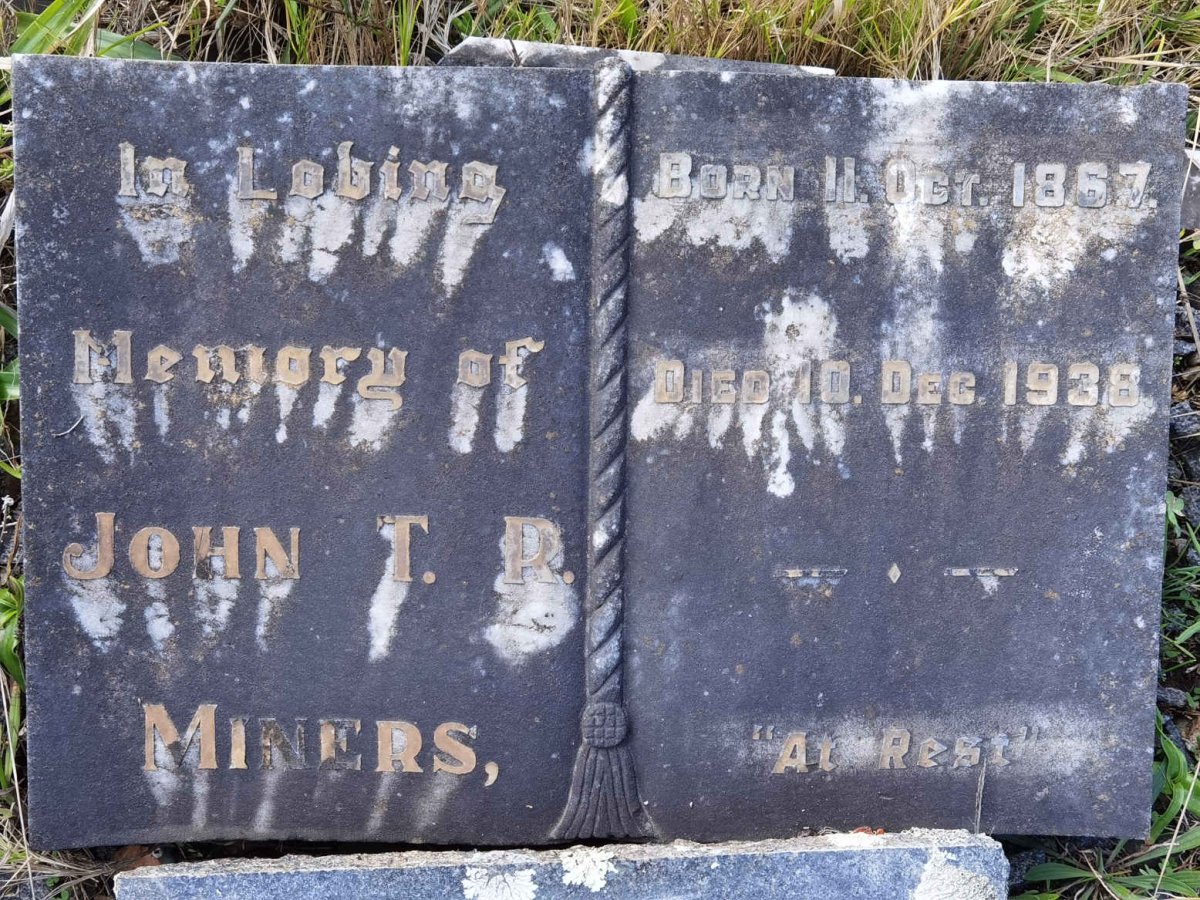 In Loving
Memory of
JOHN T. R.
MINERS,
BORN 11. OCT. 1867.
DIED 10. DEC. 1938
"At Rest"